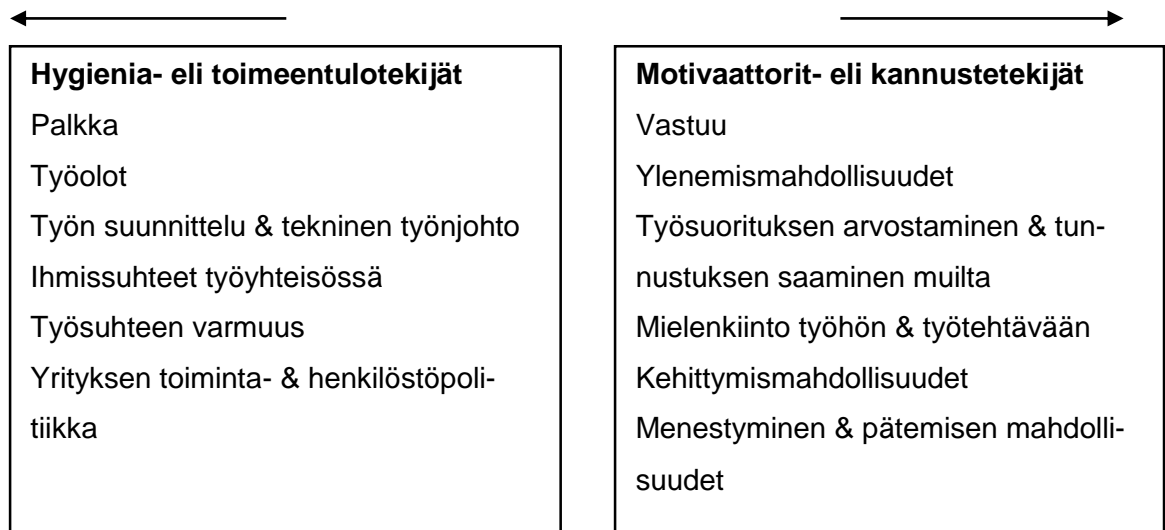 Hygienia- eli toimeentulotekijät
Palkka
Työolot
Työn suunnittelu & tekninen työnjohto
Ihmissuhteet työyhteisössä
Työsuhteen varmuus
Yrityksen toiminta- & henkilöstöpoli-
tiikka
Motivaattorit- eli kannustetekijät
Vastuu
Ylenemismahdollisuudet
Työsuorituksen arvostaminen & tun-
nustuksen saaminen muilta
Mielenkiinto työhön & työtehtävään
Kehittymismahdollisuudet
Menestyminen & pätemisen mahdolli-
suudet